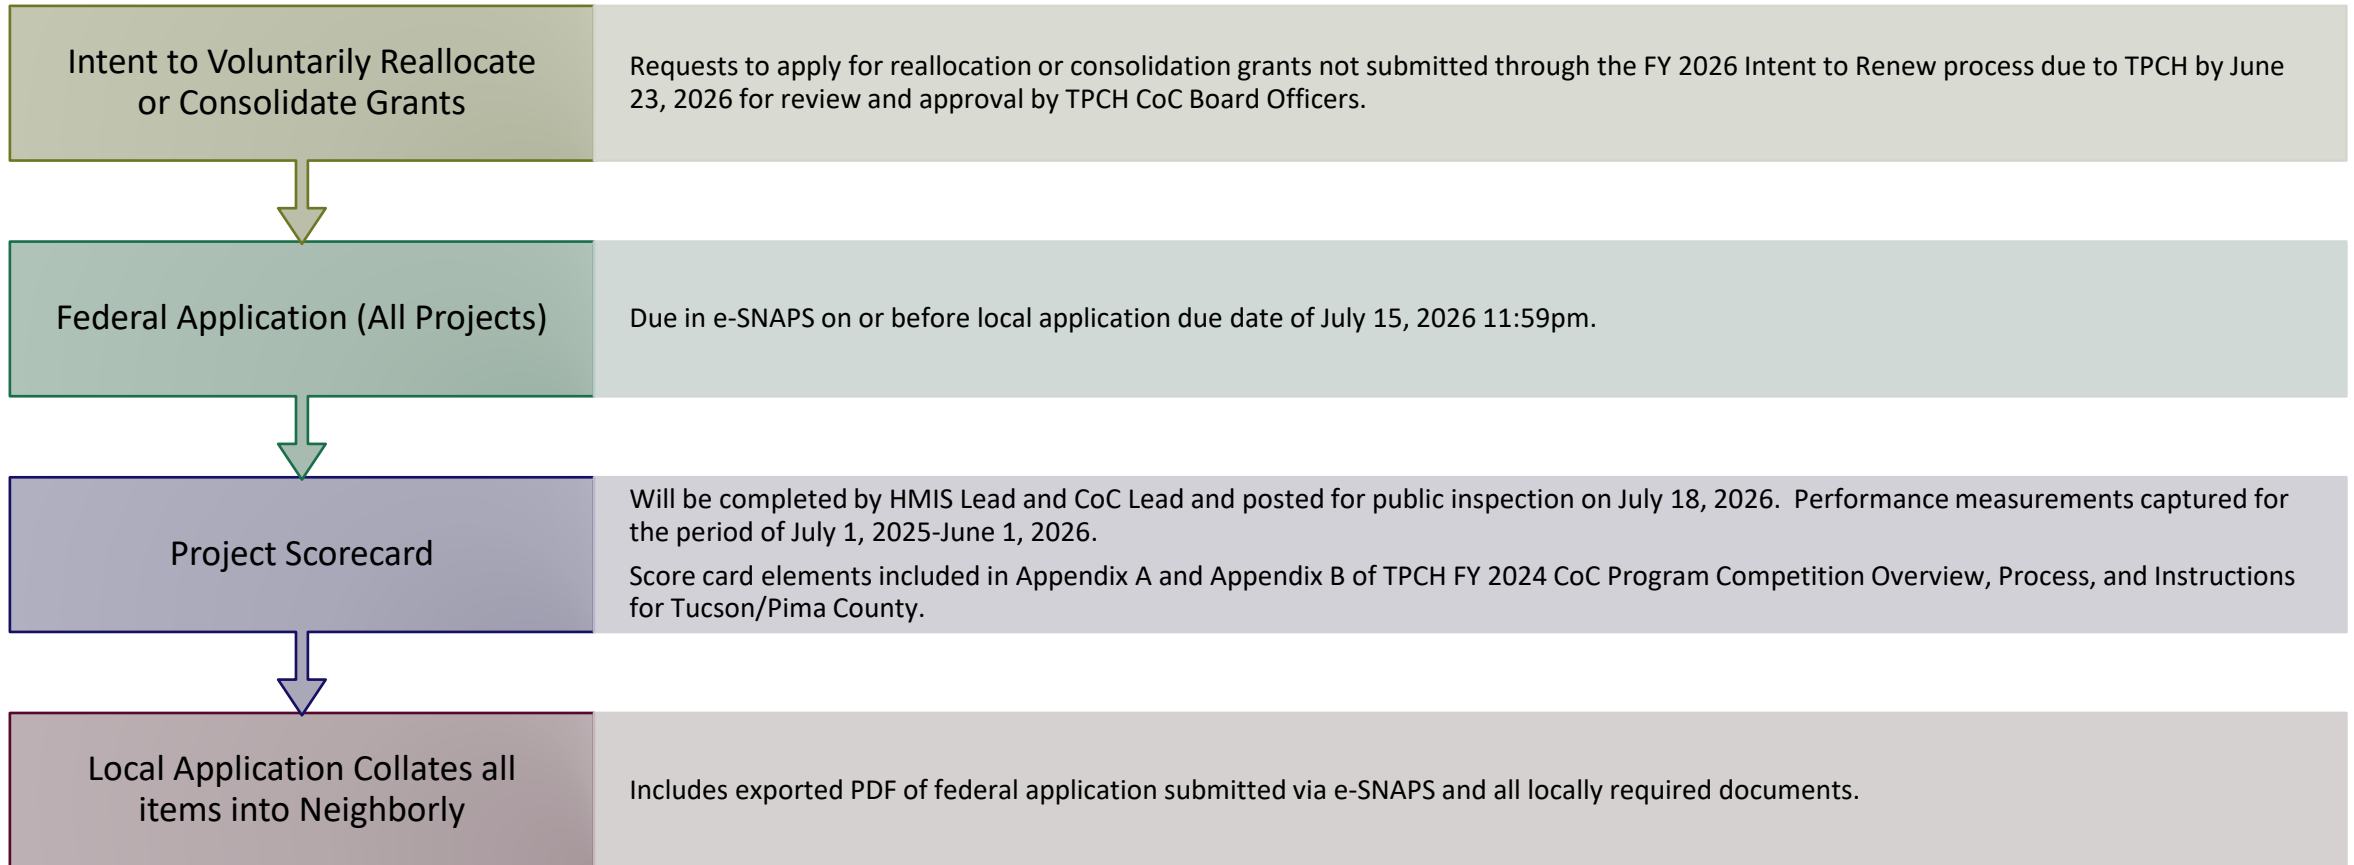 Intent to Voluntarily Reallocate
or Consolidate Grants
Requests to apply for reallocation or consolidation grants not submitted through the FY 2026 Intent to Renew process due to TPCH by June
23, 2026 for review and approval by TPCH CoC Board Officers.
Federal Application (All Projects)
Due in e-SNAPS on or before local application due date of July 15, 2026 11:59pm.
Project Scorecard
Will be completed by HMIS Lead and CoC Lead and posted for public inspection on July 18, 2026.  Performance measurements captured for
the period of July 1, 2025-June 1, 2026.
Score card elements included in Appendix A and Appendix B of TPCH FY 2024 CoC Program Competition Overview, Process, and Instructions
for Tucson/Pima County.
Local Application Collates all
items into Neighborly
Includes exported PDF of federal application submitted via e-SNAPS and all locally required documents.